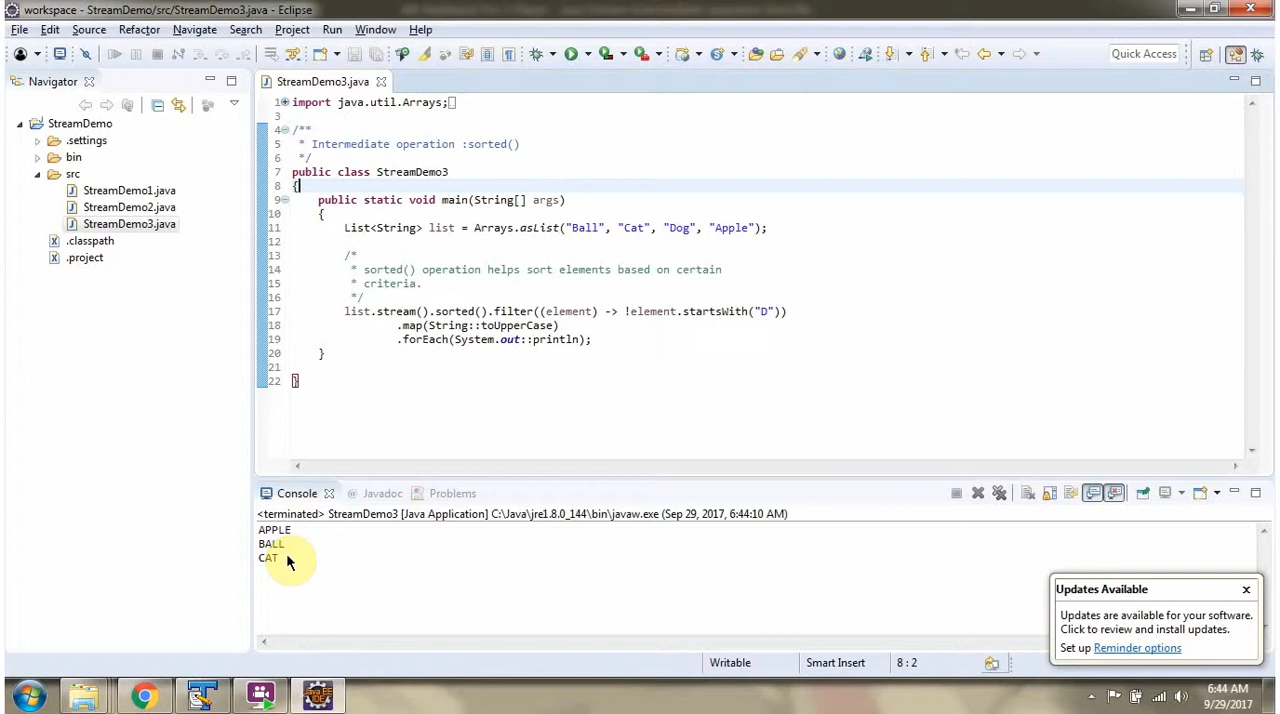 workspace - StreamDemo/src/StreamDemo3.java - Eclipse
File Edit Navigate Search Project Refactor Run Window Help
Quick Access
Navigator
StreamDemo3.java
StreamDemo
.settings
bin
src
StreamDemo1.java
StreamDemo2.java
StreamDemo3.java
.classpath
.project
1 import java.util.Arrays;
3
4 /**
5 * Intermediate operation :sorted()
6 */
7 public class StreamDemo3
8 {
9 public static void main(String[] args)
10 {
11 List<String> list = Arrays.asList("Ball", "Cat", "Dog", "Apple");
12
13 /*
14 * sorted() operation helps sort elements based on certain
15 * criteria.
16 */
17 list.stream().sorted().filter((element) -> !element.startsWith("D"))
18 .map(String::toUpperCase)
19 .forEach(System.out::println);
20 }
21
22 }
Console @ Javadoc Problems
<terminated> StreamDemo3 [Java Application] C:\Java\jre1.8.0_144\bin\javaw.exe (Sep 29, 2017, 6:44:10 AM)
APPLE
BALL
CAT
Updates Available
Updates are available for your software.
Click to review and install updates.
Set up Reminder options
Writable Smart Insert 8 : 2
Java EE
IDE
6:44 AM
9/29/2017